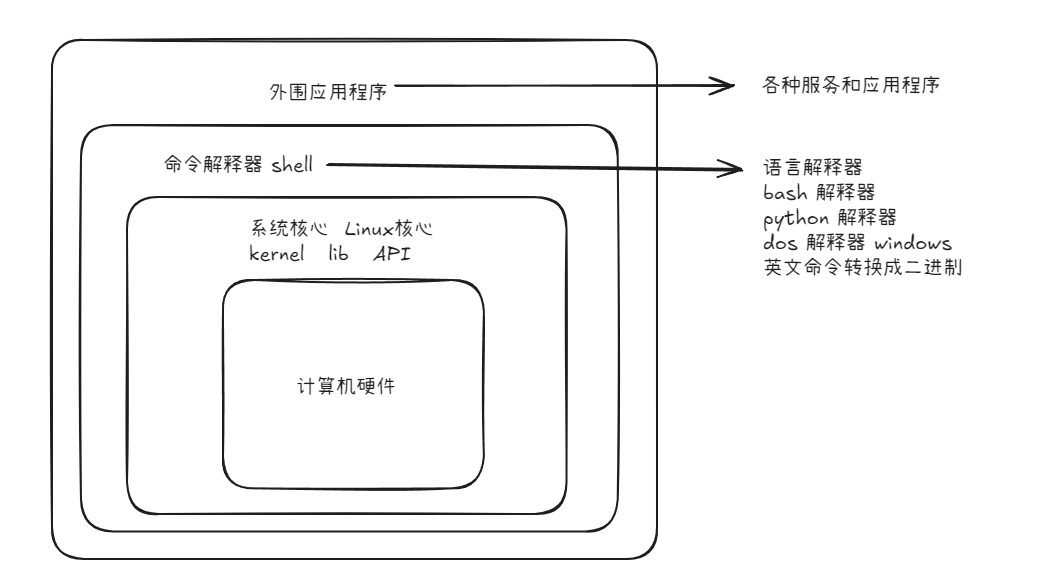 外围应用程序
各种服务和应用程序
命令解释器 shell
语言解释器
bash 解释器
python 解释器
dos 解释器 windows
英文命令转换成二进制
系统核心 Linux核心
kernel lib API
计算机硬件